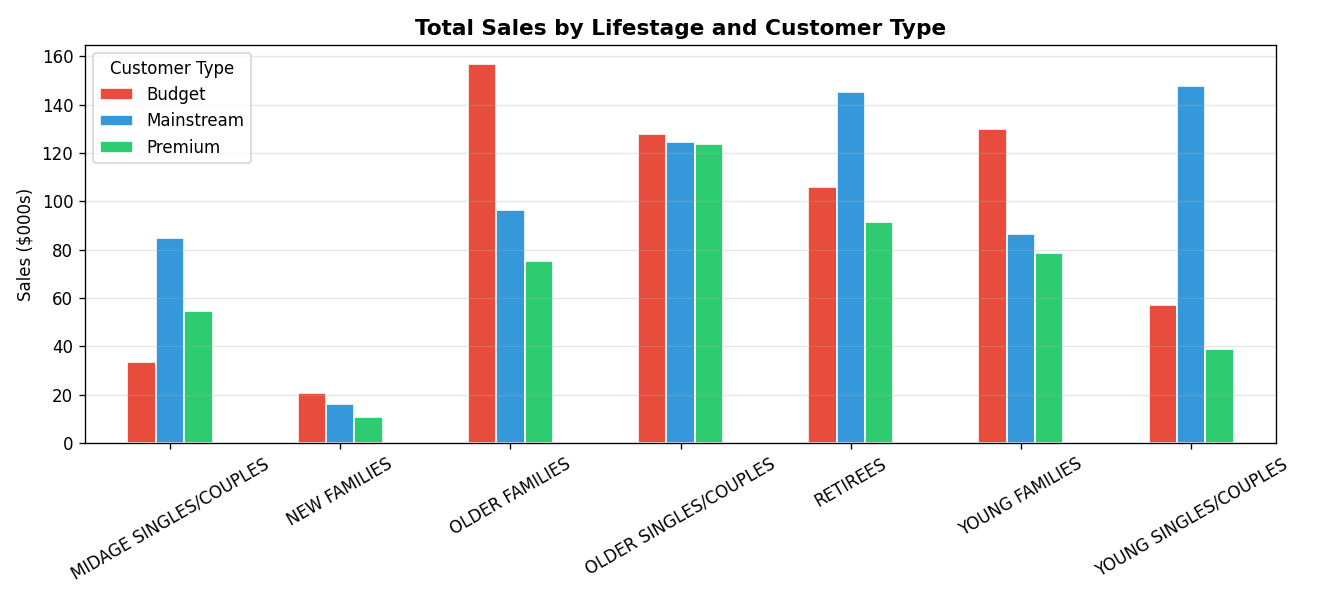 Total Sales by Lifestage and Customer Type
Customer Type
Budget
Mainstream
Premium
Sales ($000s)
160
140
120
100
80
60
40
20
0
MIDAGE SINGLES/COUPLES
NEW FAMILIES
OLDER FAMILIES
OLDER SINGLES/COUPLES
RETIREES
YOUNG FAMILIES
YOUNG SINGLES/COUPLES